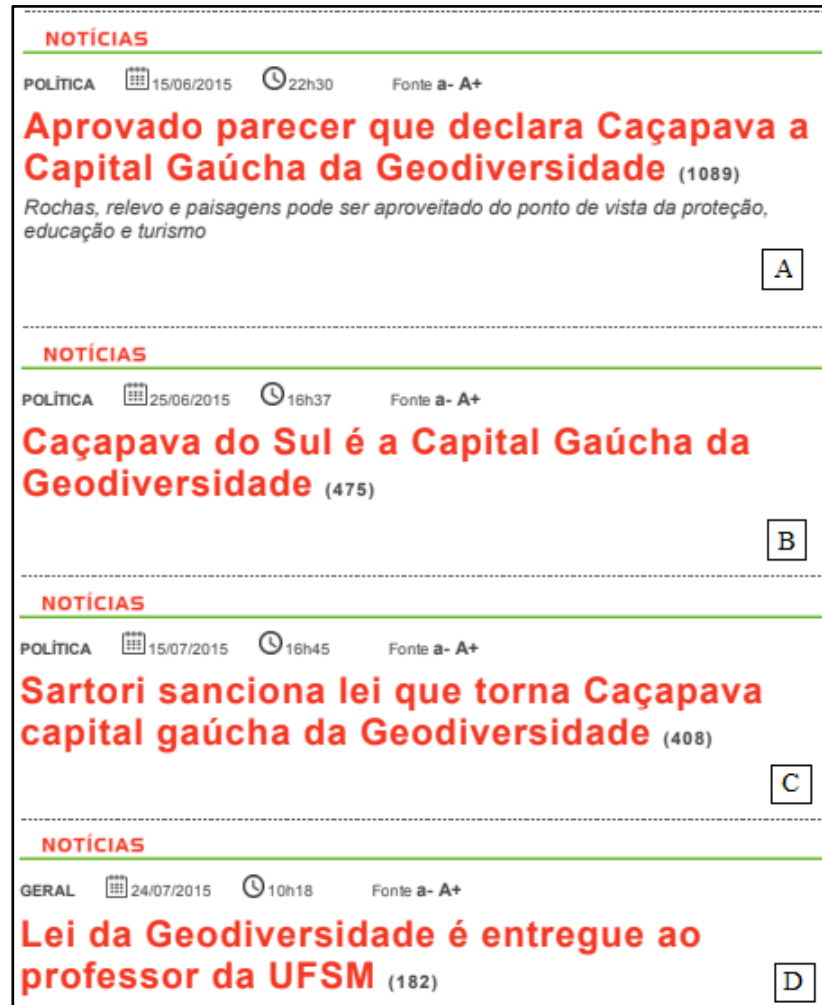 NOTÍCIAS
POLÍTICA 15/06/2015 22h30 Fonte a- A+
Aprovado parecer que declara Caçapava a
Capital Gaúcha da Geodiversidade (1089)
Rochas, relevo e paisagens pode ser aproveitado do ponto de vista da proteção,
educação e turismo
A
NOTÍCIAS
POLÍTICA 25/06/2015 16h37 Fonte a- A+
Caçapava do Sul é a Capital Gaúcha da
Geodiversidade (475)
B
NOTÍCIAS
POLÍTICA 15/07/2015 16h45 Fonte a- A+
Sartori sanciona lei que torna Caçapava
capital gaúcha da Geodiversidade (408)
C
NOTÍCIAS
GERAL 24/07/2015 10h18 Fonte a- A+
Lei da Geodiversidade é entregue ao
professor da UFSM (182)
D